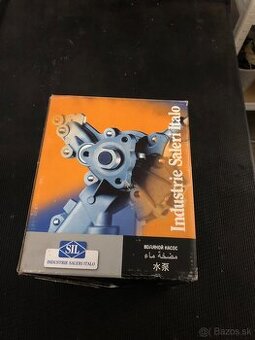 Industrie Saleri Italo
ВОДЯНОЙ НАСОС
مضخة ماء
水泵
SIL
INDUSTRIE SALERI ITALO
Bazos.sk